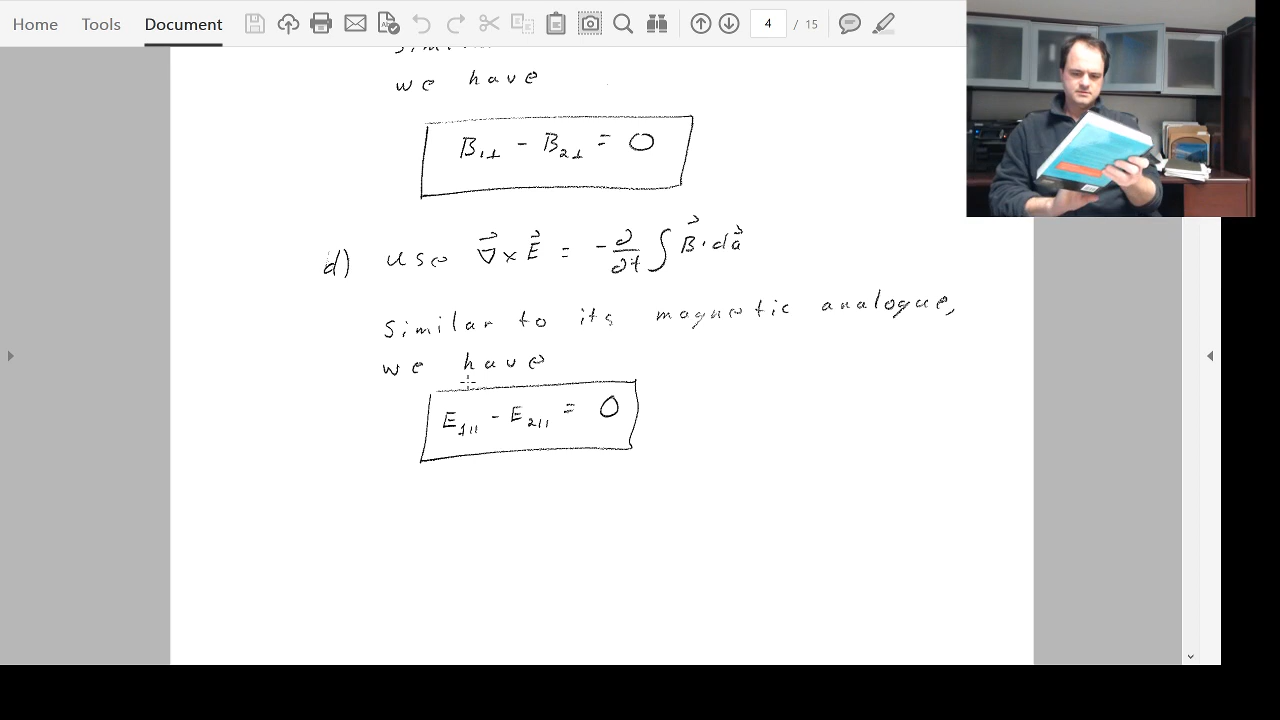 Home Tools Document 4 / 15
we have
B₁⊥ - B₂⊥ = 0
d) use ∇⃗ × E⃗ = -∂/∂t ∫ B⃗ · da⃗
Similar to its magnetic analogue,
we have
E₁∥ - E₂∥ = 0